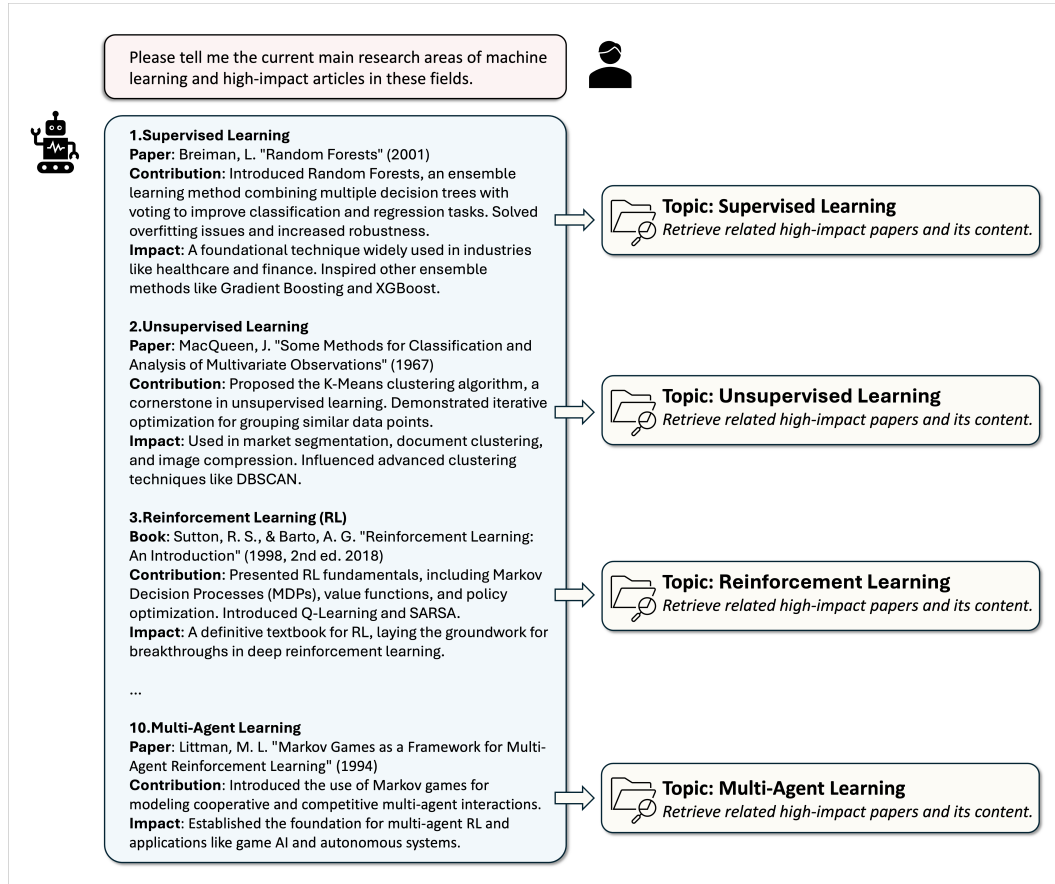 Please tell me the current main research areas of machine
learning and high-impact articles in these fields.
1.Supervised Learning
Paper: Breiman, L. "Random Forests" (2001)
Contribution: Introduced Random Forests, an ensemble
learning method combining multiple decision trees with
voting to improve classification and regression tasks. Solved
overfitting issues and increased robustness.
Impact: A foundational technique widely used in industries
like healthcare and finance. Inspired other ensemble
methods like Gradient Boosting and XGBoost.
Topic: Supervised Learning
Retrieve related high-impact papers and its content.
2.Unsupervised Learning
Paper: MacQueen, J. "Some Methods for Classification and
Analysis of Multivariate Observations" (1967)
Contribution: Proposed the K-Means clustering algorithm, a
cornerstone in unsupervised learning. Demonstrated iterative
optimization for grouping similar data points.
Impact: Used in market segmentation, document clustering,
and image compression. Influenced advanced clustering
techniques like DBSCAN.
Topic: Unsupervised Learning
Retrieve related high-impact papers and its content.
3.Reinforcement Learning (RL)
Book: Sutton, R. S., & Barto, A. G. "Reinforcement Learning:
An Introduction" (1998, 2nd ed. 2018)
Contribution: Presented RL fundamentals, including Markov
Decision Processes (MDPs), value functions, and policy
optimization. Introduced Q-Learning and SARSA.
Impact: A definitive textbook for RL, laying the groundwork for
breakthroughs in deep reinforcement learning.
Topic: Reinforcement Learning
Retrieve related high-impact papers and its content.
...
10.Multi-Agent Learning
Paper: Littman, M. L. "Markov Games as a Framework for Multi-
Agent Reinforcement Learning" (1994)
Contribution: Introduced the use of Markov games for
modeling cooperative and competitive multi-agent interactions.
Impact: Established the foundation for multi-agent RL and
applications like game AI and autonomous systems.
Topic: Multi-Agent Learning
Retrieve related high-impact papers and its content.